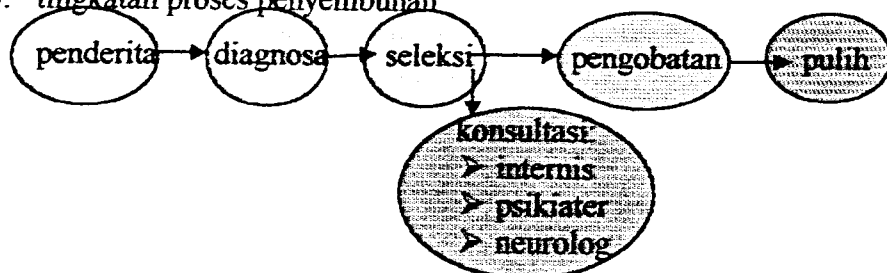 tingkatan proses penyembuhan
penderita
diagnosa
seleksi
pengobatan
pulih
konsultasi:
➢ internis
➢ psikiater
➢ neurolog